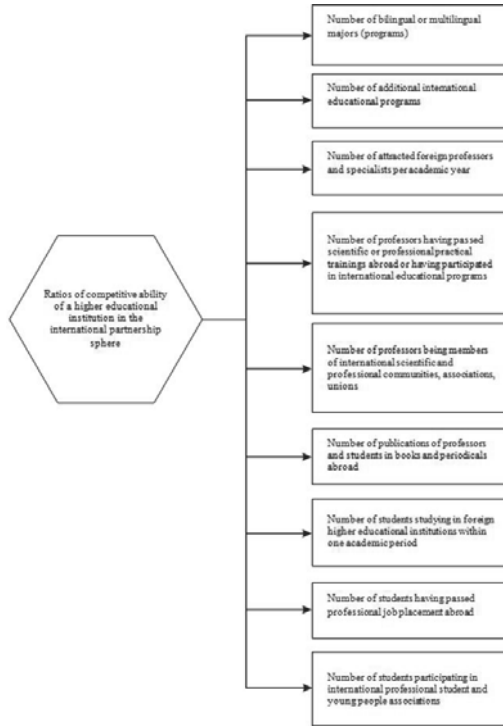 Number of bilingual or multilingual
majors (programs)
Number of additional international
educational programs
Number of attracted foreign professors
and specialists per academic year
Number of professors having passed
scientific or professional practical
trainings abroad or having participated
in international educational programs
Ratios of competitive ability
of a higher educational
institution in the
international partnership
sphere
Number of professors being members
of international scientific and
professional communities, associations,
unions
Number of publications of professors
and students in books and periodicals
abroad
Number of students studying in foreign
higher educational institutions within
one academic period
Number of students having passed
professional job placement abroad
Number of students participating in
international professional student and
young people associations